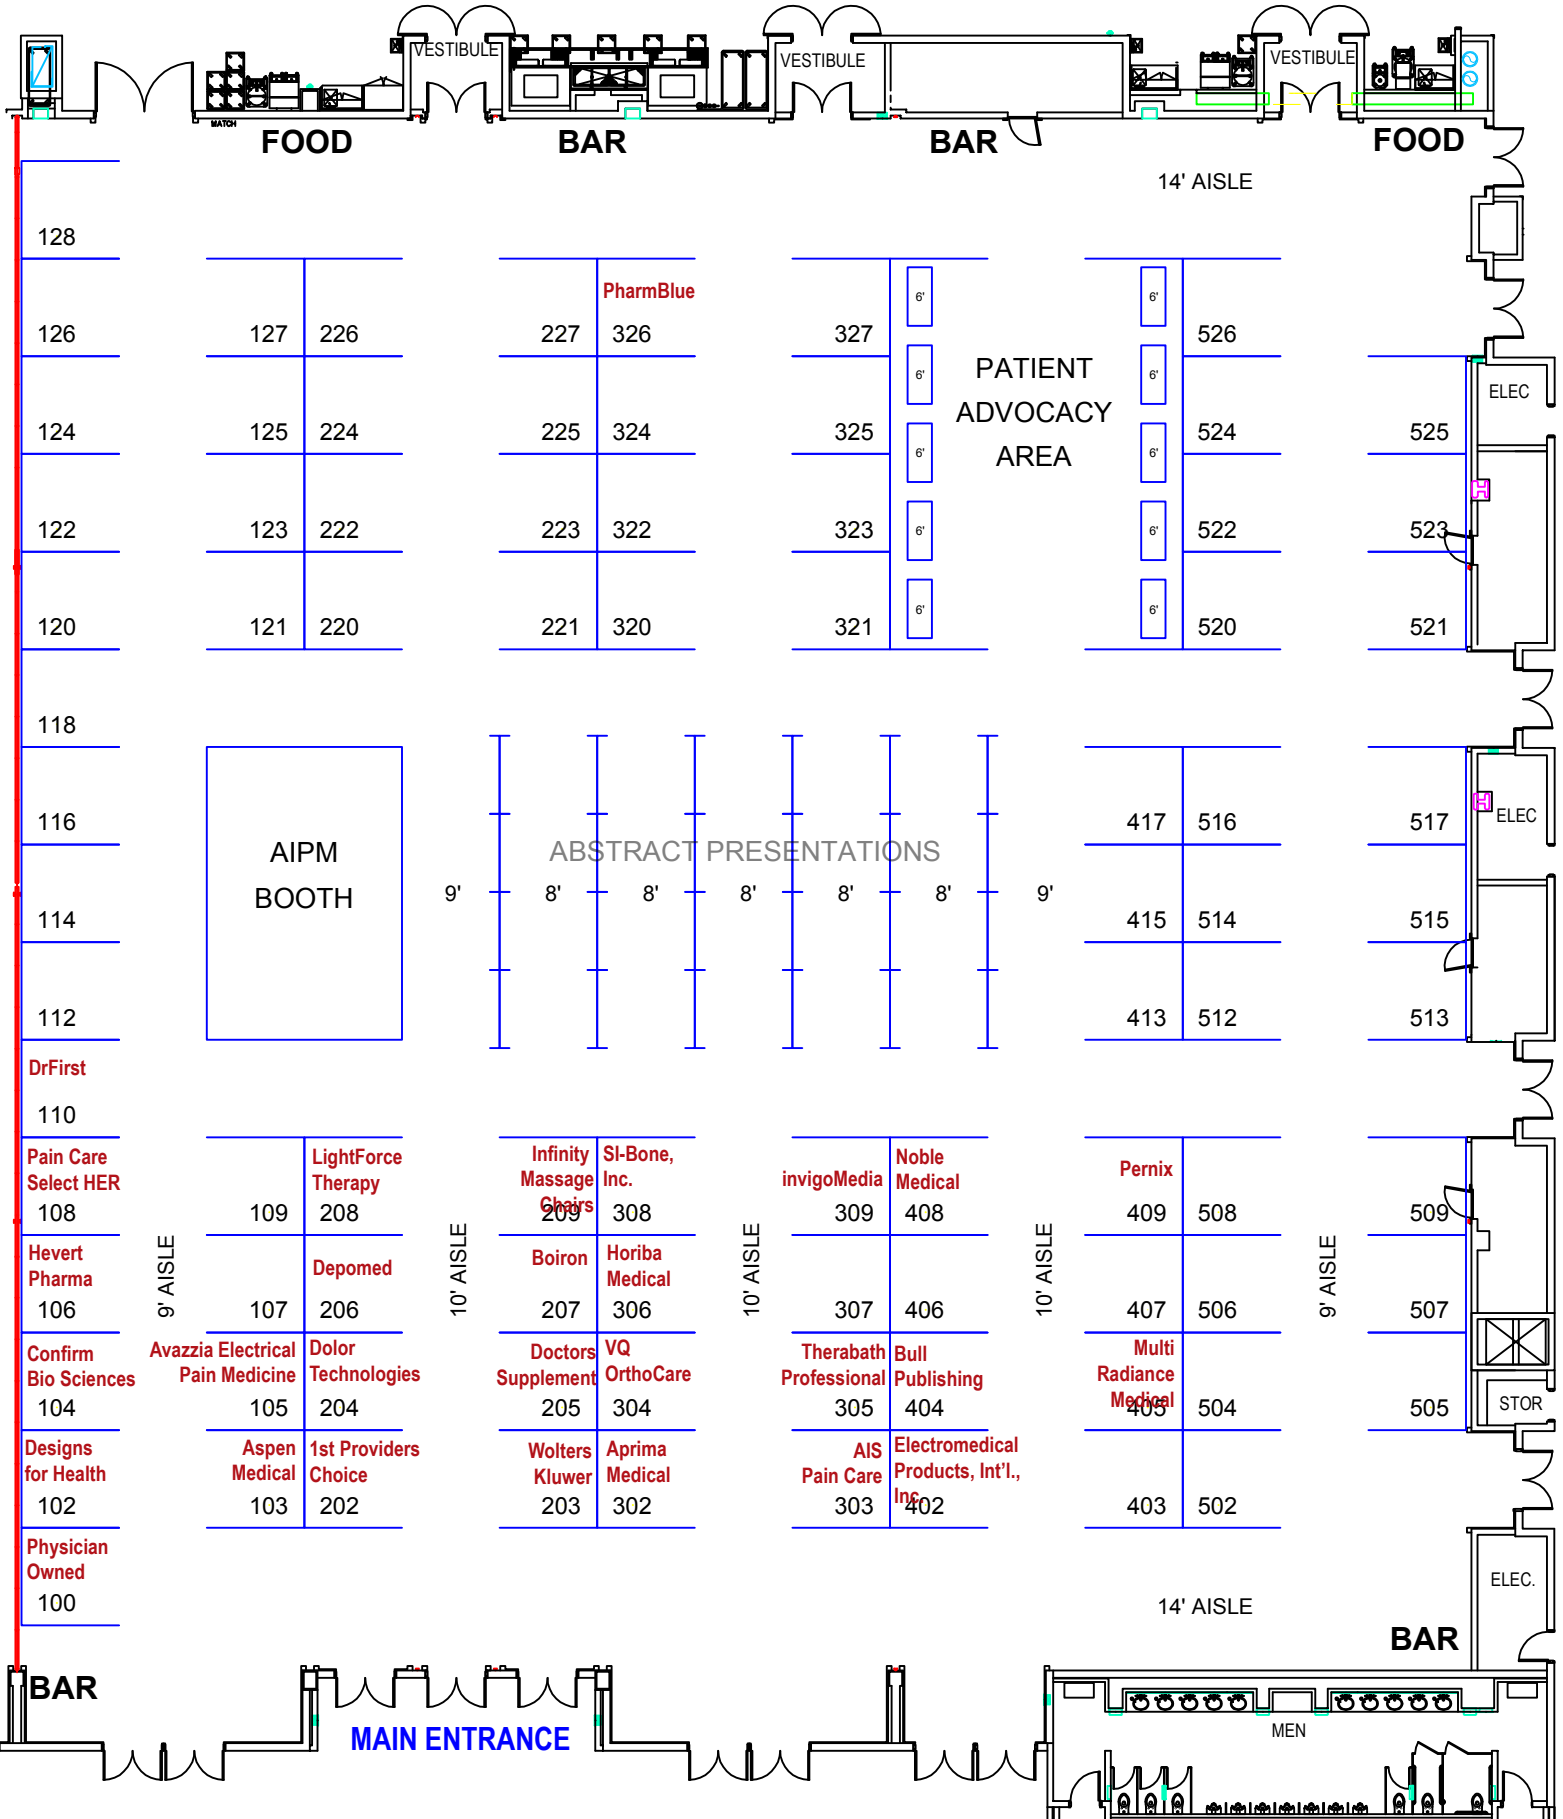 VESTIBULE
VESTIBULE
VESTIBULE
MATCH
FOOD
BAR
BAR
FOOD
14' AISLE
128
PharmBlue
6'
6'
126
127
226
227
326
327
526
PATIENT
ADVOCACY
AREA
6'
6'
ELEC
124
125
224
225
324
325
524
525
6'
6'
122
123
222
223
322
323
522
523
6'
6'
120
121
220
221
320
321
520
521
6'
6'
118
116
417
516
517
ELEC
AIPM
BOOTH
ABSTRACT PRESENTATIONS
9'
8'
8'
8'
8'
8'
9'
114
415
514
515
112
413
512
513
DrFirst
110
Pain Care
Select HER
108
109
LightForce
Therapy
208
Infinity
Massage
Chairs
209
SI-Bone,
Inc.
308
invigoMedia
309
Noble
Medical
408
Pernix
409
508
509
9' AISLE
10' AISLE
10' AISLE
10' AISLE
9' AISLE
Hevert
Pharma
106
107
Depomed
206
Boiron
207
Horiba
Medical
306
307
406
407
506
507
Confirm
Bio Sciences
104
Avazzia Electrical
Pain Medicine
105
Dolor
Technologies
204
Doctors
Supplement
205
VQ
OrthoCare
304
Therabath
Professional
305
Bull
Publishing
404
Multi
Radiance
Medical
405
504
505
STOR
Designs
for Health
102
Aspen
Medical
103
1st Providers
Choice
202
Wolters
Kluwer
203
Aprima
Medical
302
AIS
Pain Care
303
Electromedical
Products, Int'l.,
Inc.
402
403
502
Physician
Owned
100
14' AISLE
ELEC.
BAR
BAR
MAIN ENTRANCE
MEN